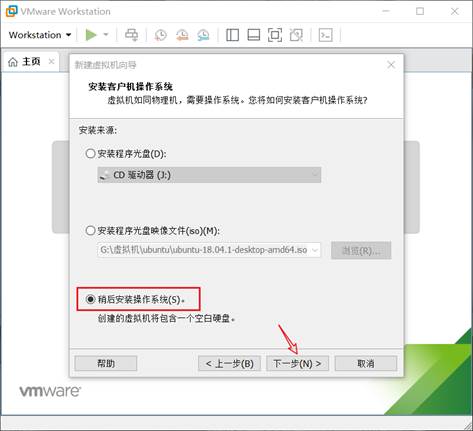 VMware Workstation
Workstation
主页
新建虚拟机向导
安装客户机操作系统
虚拟机如同物理机，需要操作系统。您将如何安装客户机操作系统?
安装来源:
安装程序光盘(D):
CD 驱动器 (J:)
安装程序光盘映像文件(iso)(M):
G:\虚拟机\ubuntu\ubuntu-18.04.1-desktop-amd64.iso
浏览(R)...
稍后安装操作系统(S)。
创建的虚拟机将包含一个空白硬盘。
帮助
< 上一步(B)
下一步(N) >
取消
vmware